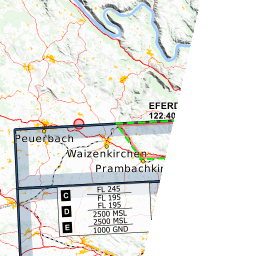 EFERD
122.40
Peuerbach
Waizenkirchen
Prambachkir
C FL 245
FL 195
D FL 195
2500 MSL
E 2500 MSL
1000 GND